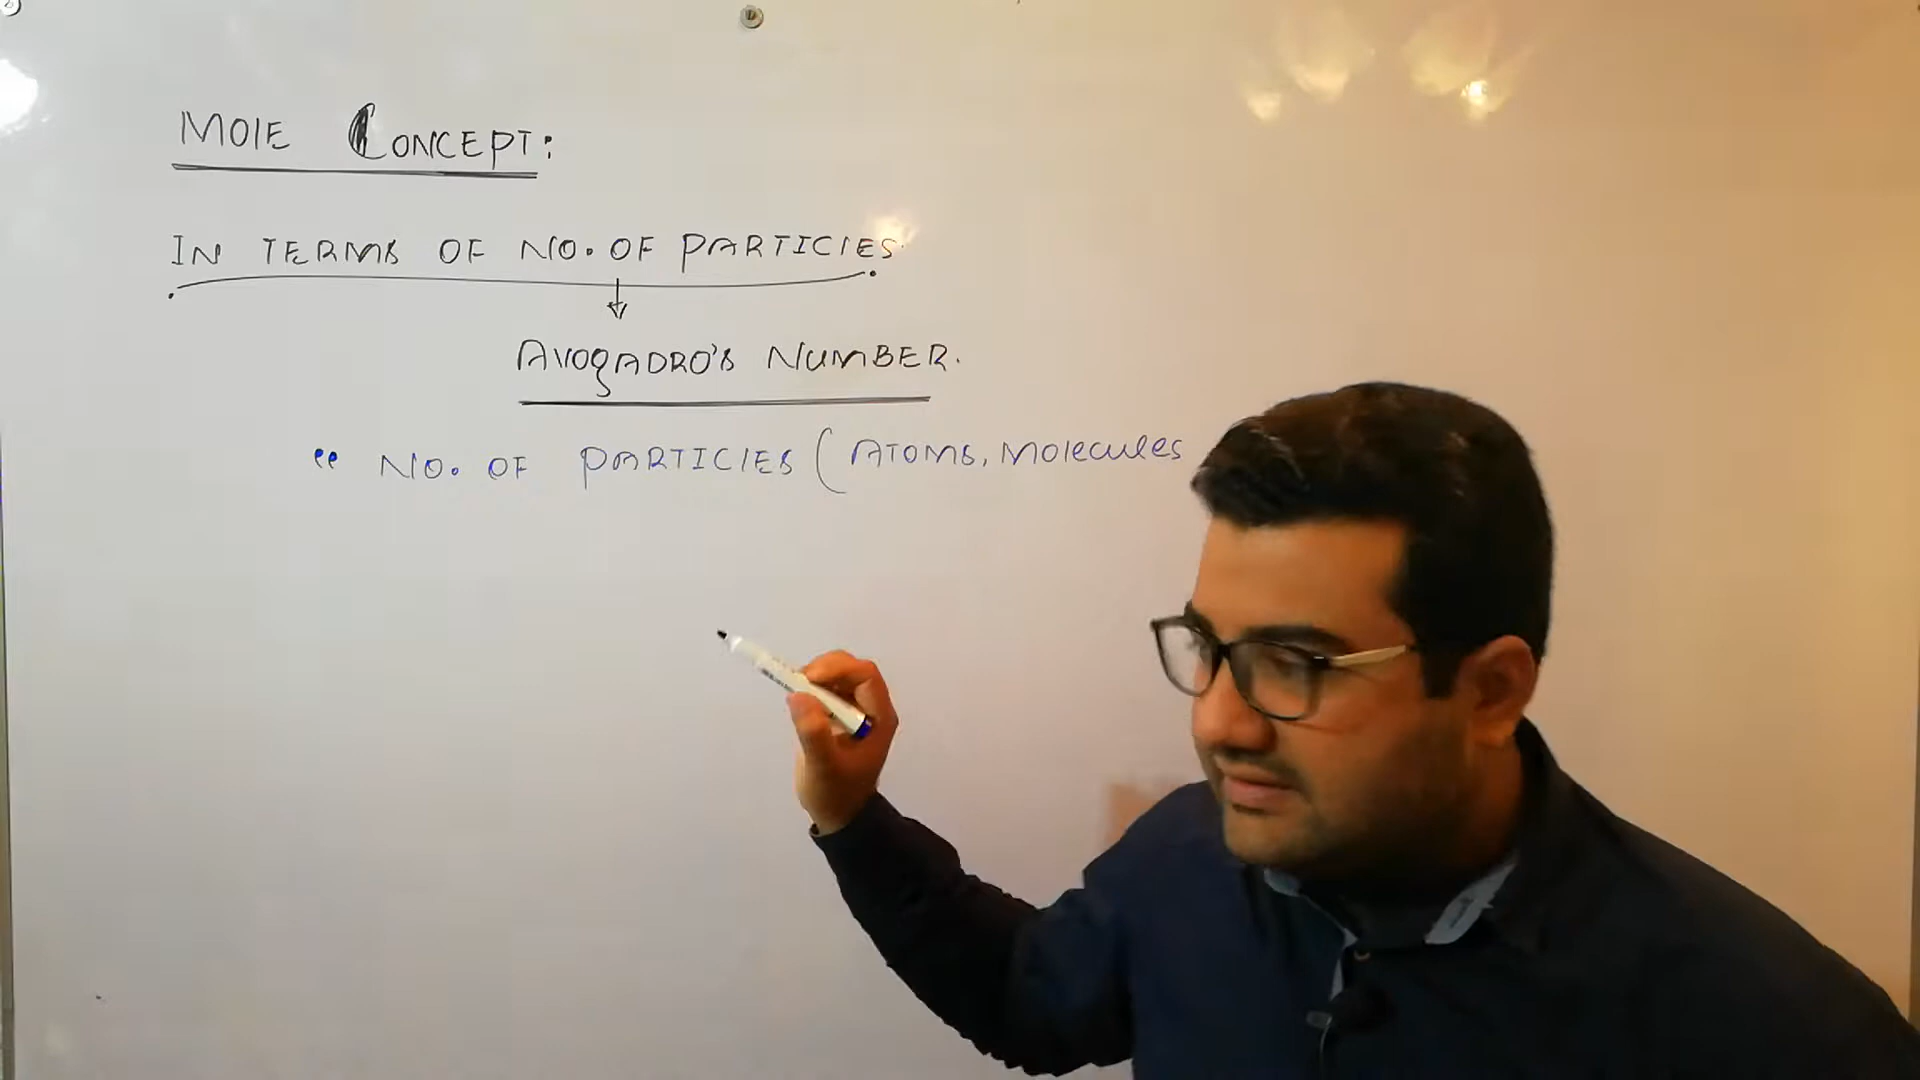 MOlE CONCEPT:
IN TERMS OF NO. OF PARTIClES.
AVOgADRO'S NUMBER.
“ NO. OF PARTIClES ( ATOMS, MOlecules